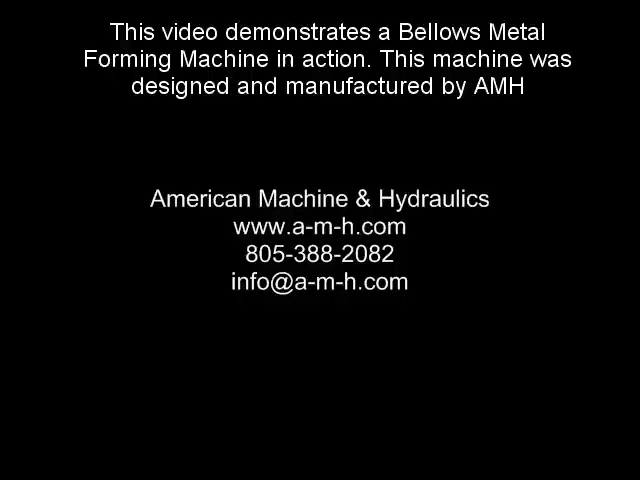 This video demonstrates a Bellows Metal
Forming Machine in action. This machine was
designed and manufactured by AMH
American Machine & Hydraulics
www.a-m-h.com
805-388-2082
info@a-m-h.com